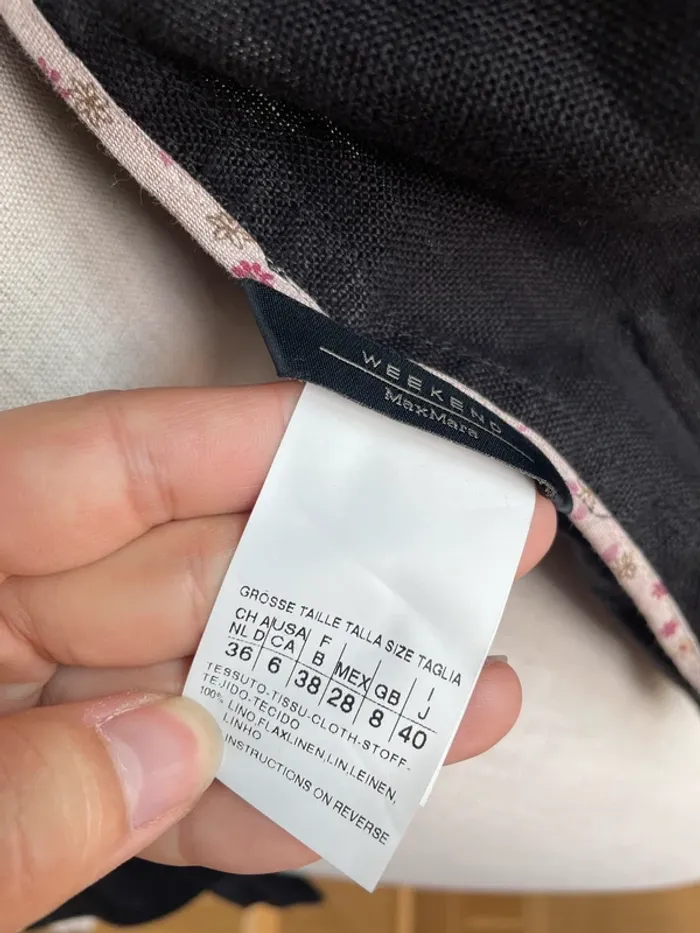 WEEKEND
MaxMara
GRÖSSE TAILLE TALLA SIZE TAGLIA
CH A USA F I
NL D CA B MEX GB J
36 6 38 28 8 40
TESSUTO-TISSU-CLOTH-STOFF-
TEJIDO-TECIDO
100% LINO,FLAXLINEN,LIN,LEINEN,
LINHO
INSTRUCTIONS ON REVERSE